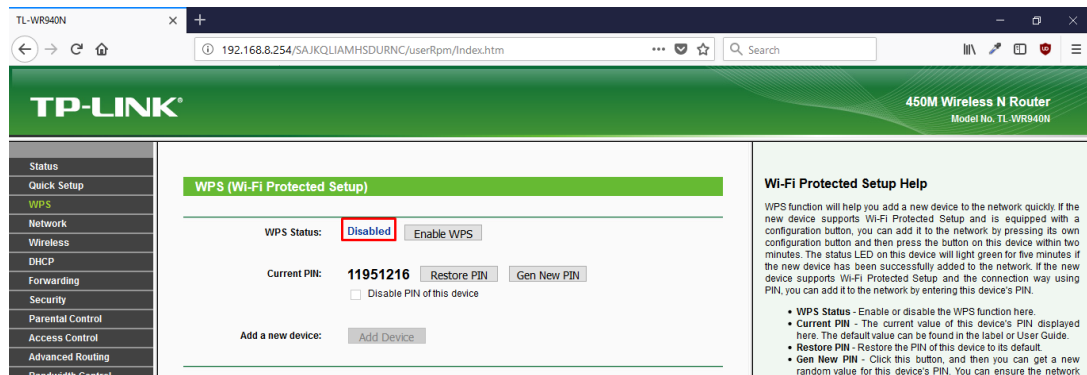 TL-WR940N
192.168.8.254/SAJKQLIAMHSDURNC/userRpm/Index.htm
Search
TP-LINK®
450M Wireless N Router
Model No. TL-WR940N
Status
Quick Setup
WPS
Network
Wireless
DHCP
Forwarding
Security
Parental Control
Access Control
Advanced Routing
Bandwidth Control
WPS (Wi-Fi Protected Setup)
WPS Status: Disabled Enable WPS
Current PIN: 11951216 Restore PIN Gen New PIN
Disable PIN of this device
Add a new device: Add Device
Wi-Fi Protected Setup Help
WPS function will help you add a new device to the network quickly. If the
new device supports Wi-Fi Protected Setup and is equipped with a
configuration button, you can add it to the network by pressing its own
configuration button and then press the button on this device within two
minutes. The status LED on this device will light green for five minutes if
the new device has been successfully added to the network. If the new
device supports Wi-Fi Protected Setup and the connection way using
PIN, you can add it to the network by entering this device's PIN.
• WPS Status - Enable or disable the WPS function here.
• Current PIN - The current value of this device's PIN displayed
here. The default value can be found in the label or User Guide.
• Restore PIN - Restore the PIN of this device to its default.
• Gen New PIN - Click this button, and then you can get a new
random value for this device's PIN. You can ensure the network